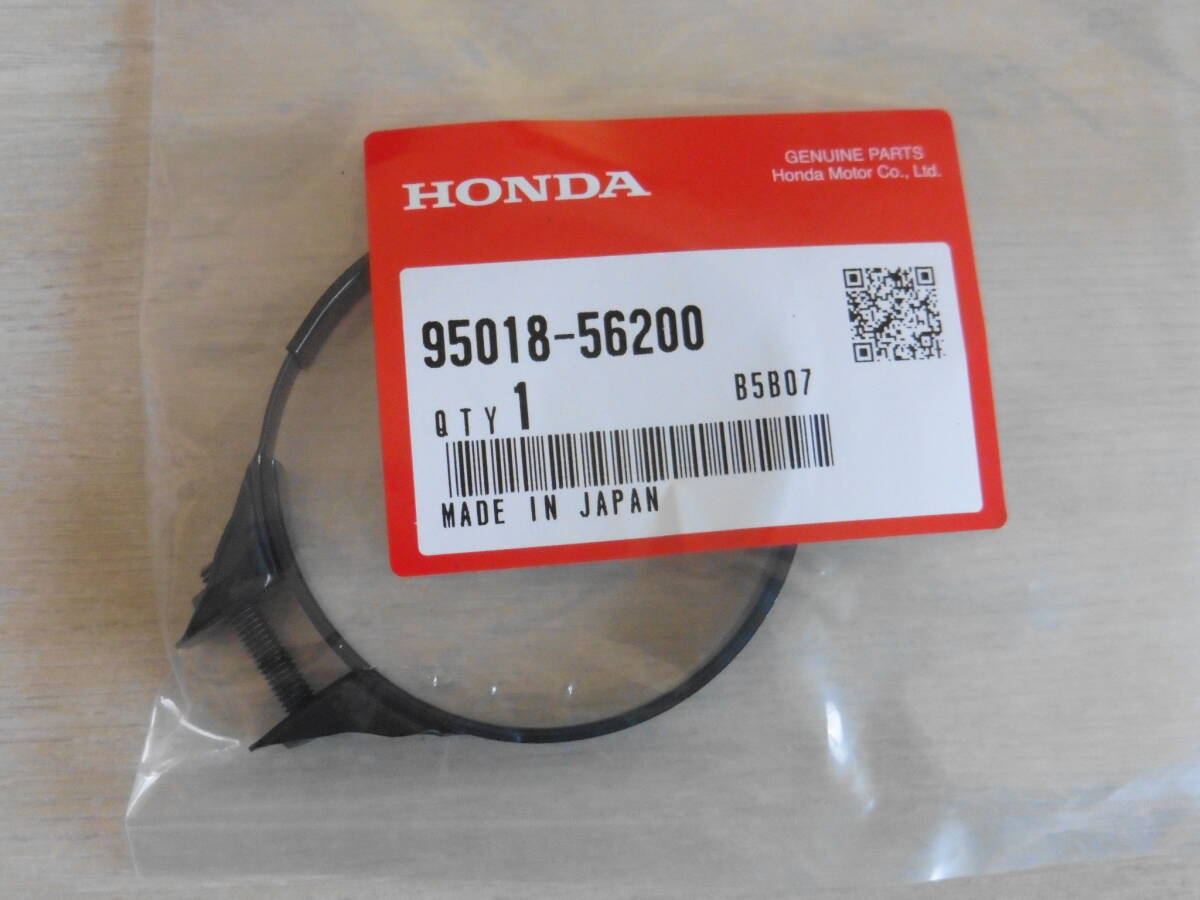 HONDA
GENUINE PARTS
Honda Motor Co., Ltd.
95018-56200
QTY 1
B5B07
MADE IN JAPAN